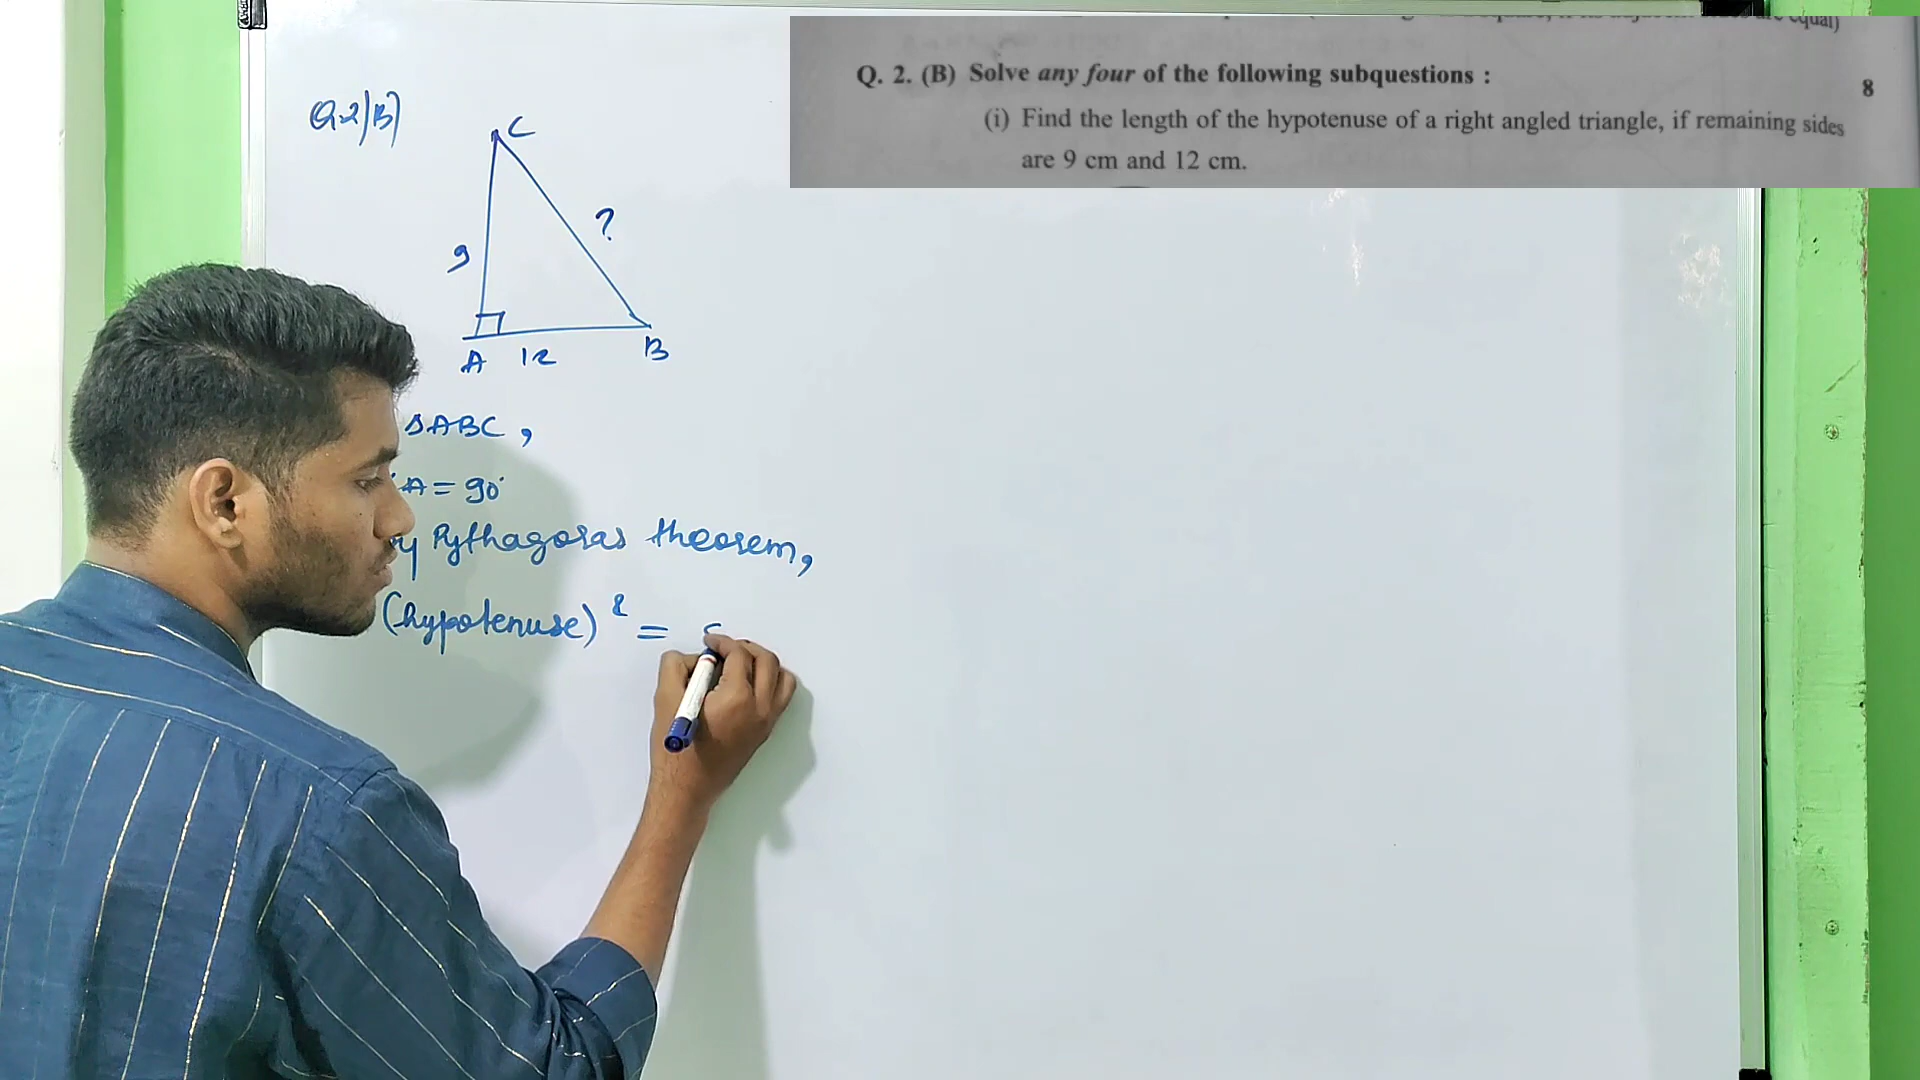 Q. 2. (B) Solve any four of the following subquestions :
8
(i) Find the length of the hypotenuse of a right angled triangle, if remaining sides
are 9 cm and 12 cm.
Q.2)B)
C
9
?
A 12 B
ΔABC ,
A = 90°
Pythagoras theorem,
(hypotenuse)² =